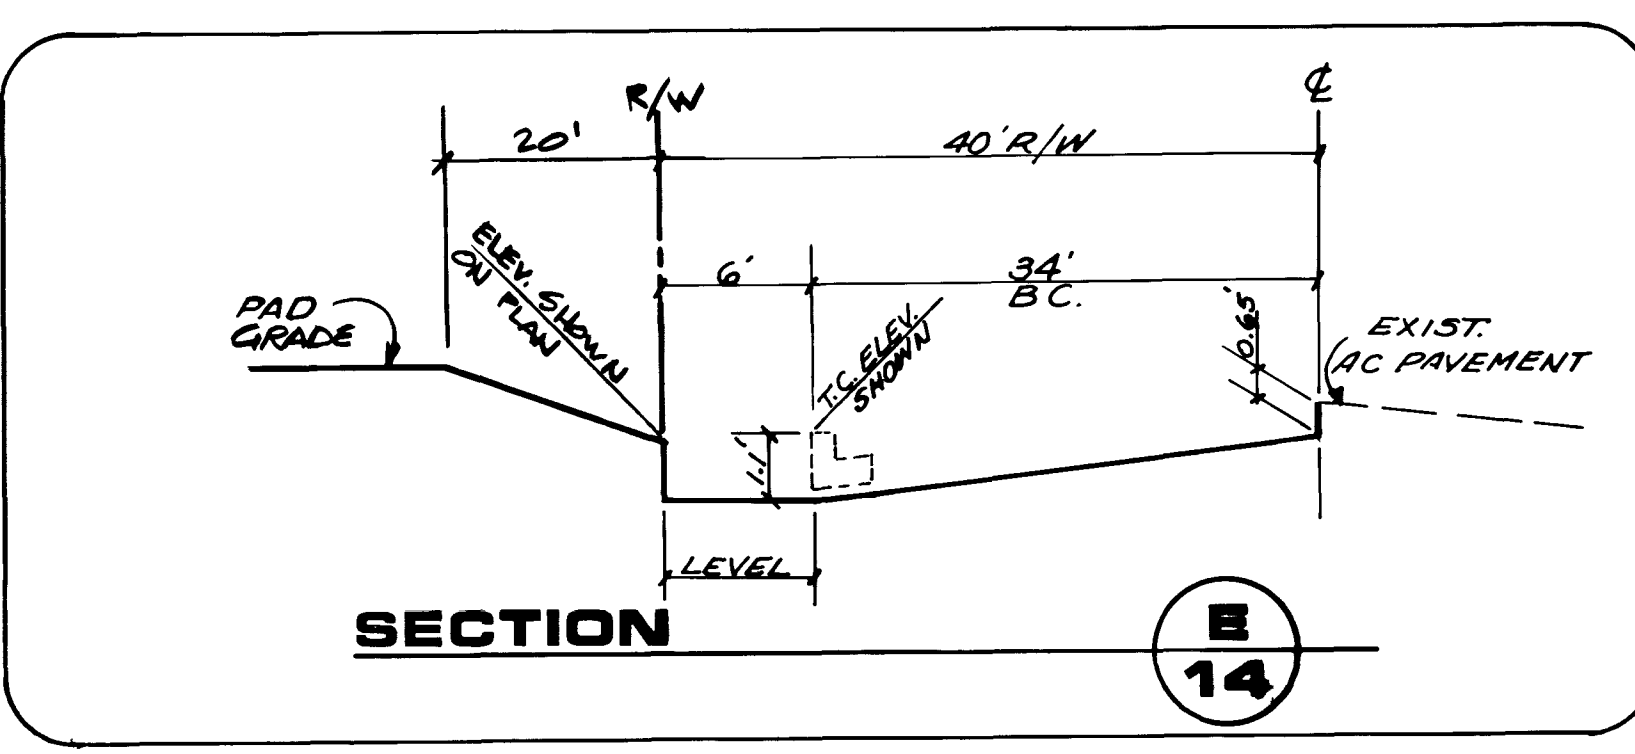 R/W
℄
20'
40' R/W
ELEV. SHOWN
ON PLAN
6'
34'
B.C.
PAD
GRADE
T.C. ELEV.
SHOWN
0.65'
EXIST.
AC PAVEMENT
1.1'
LEVEL
SECTION
E
14